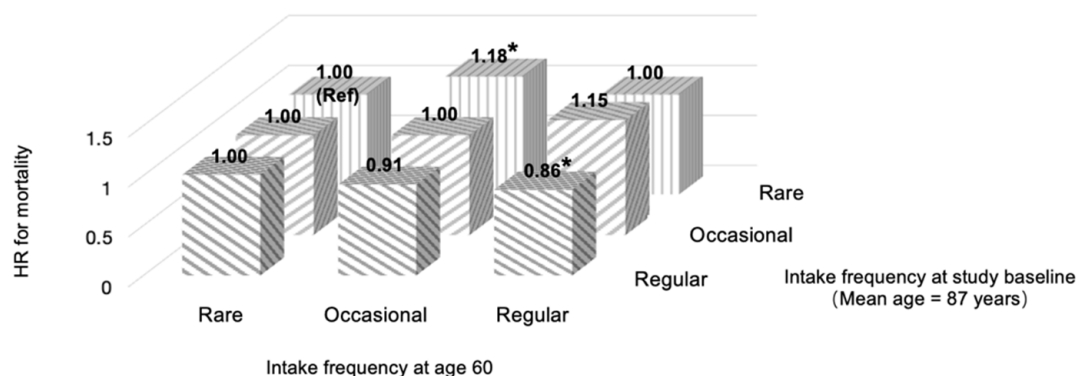 1.18*
1.00
(Ref)
1.00
1.00
1.00
1.15
1.00
0.91
0.86*
1.5
1
0.5
0
HR for mortality
Rare
Occasional
Regular
Rare
Occasional
Regular
Intake frequency at age 60
Intake frequency at study baseline
（Mean age = 87 years）